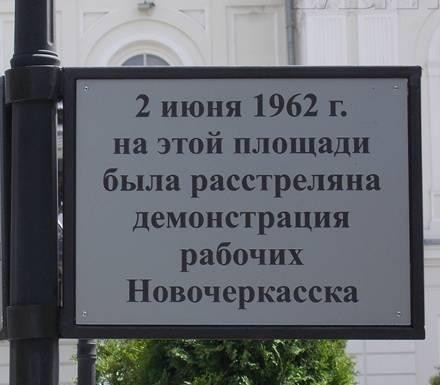 2 июня 1962 г.
на этой площади
была расстреляна
демонстрация
рабочих
Новочеркасска